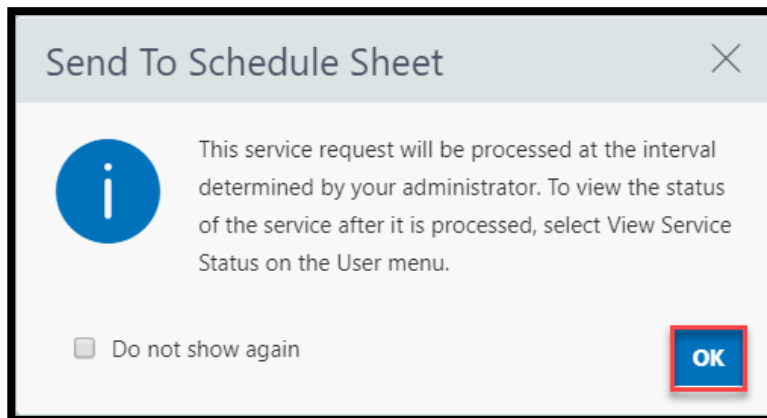 Send To Schedule Sheet
This service request will be processed at the interval
determined by your administrator. To view the status
of the service after it is processed, select View Service
Status on the User menu.
Do not show again
OK